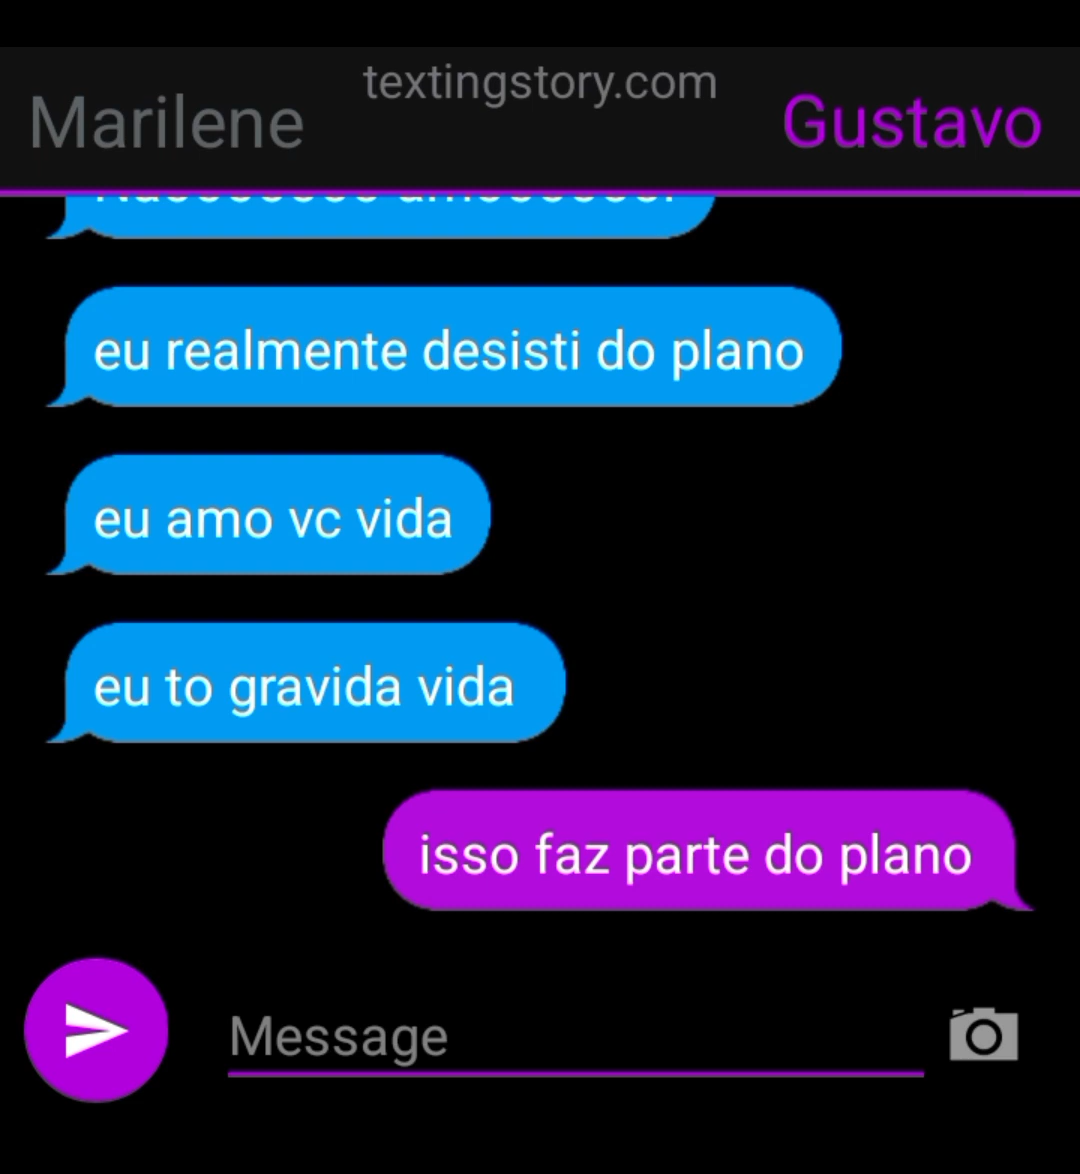 textingstory.com
Marilene
Gustavo
eu realmente desisti do plano
eu amo vc vida
eu to gravida vida
isso faz parte do plano
Message